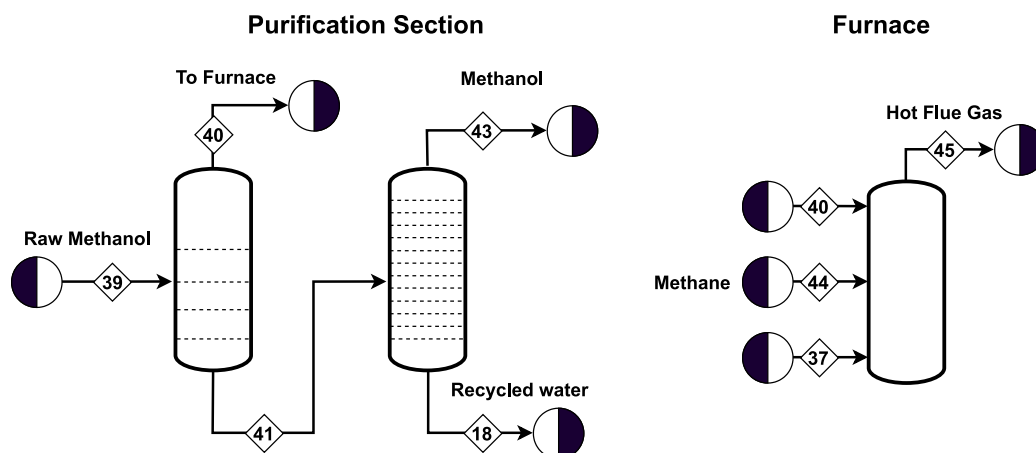 Purification Section
To Furnace
40
Raw Methanol
39
41
Methanol
43
Recycled water
18
Furnace
Hot Flue Gas
45
40
Methane
44
37